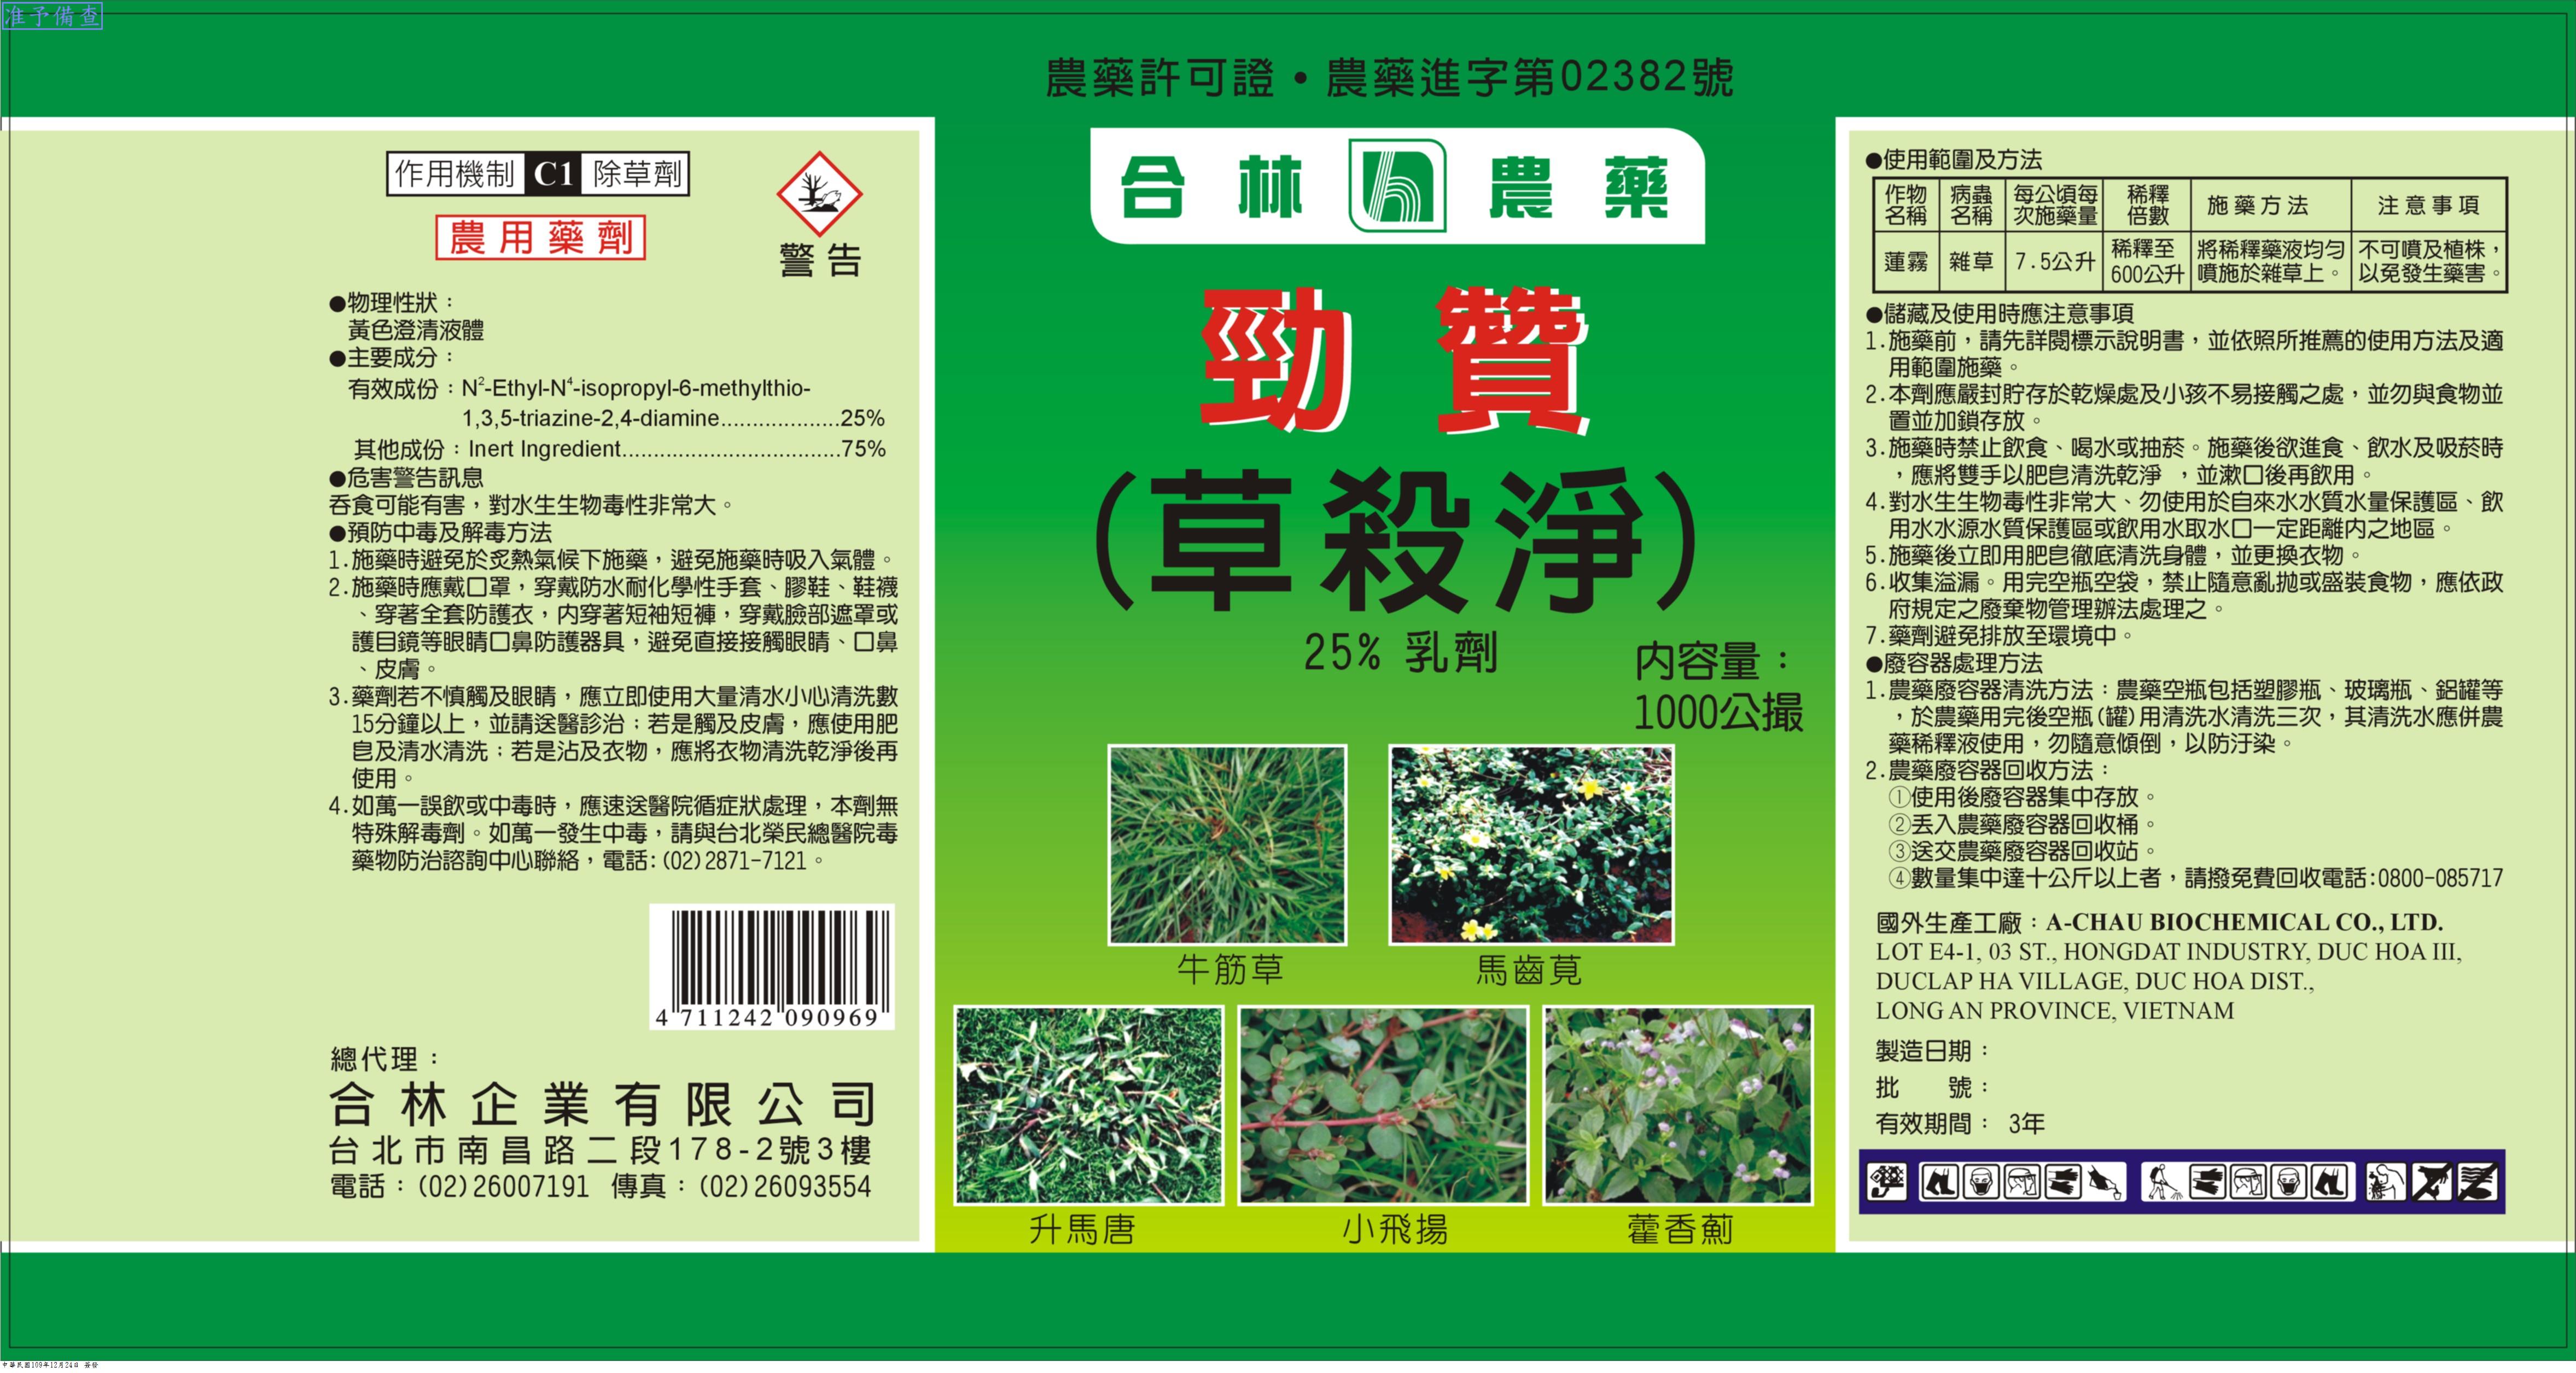 准予備查
農藥許可證•農藥進字第02382號
作用機制 C1 除草劑
農用藥劑
警告
●物理性狀：
黃色澄清液體
●主要成分：
有效成份：N²-Ethyl-N⁴-isopropyl-6-methylthio-
1,3,5-triazine-2,4-diamine...................25%
其他成份：Inert Ingredient...................................75%
●危害警告訊息
吞食可能有害，對水生生物毒性非常大。
●預防中毒及解毒方法
1.施藥時避免於炙熱氣候下施藥，避免施藥時吸入氣體。
2.施藥時應戴口罩，穿戴防水耐化學性手套、膠鞋、鞋襪
、穿著全套防護衣，內穿著短袖短褲，穿戴臉部遮罩或
護目鏡等眼睛口鼻防護器具，避免直接接觸眼睛、口鼻
、皮膚。
3.藥劑若不慎觸及眼睛，應立即使用大量清水小心清洗數
15分鐘以上，並請送醫診治；若是觸及皮膚，應使用肥
皂及清水清洗；若是沾及衣物，應將衣物清洗乾淨後再
使用。
4.如萬一誤飲或中毒時，應速送醫院循症狀處理，本劑無
特殊解毒劑。如萬一發生中毒，請與台北榮民總醫院毒
藥物防治諮詢中心聯絡，電話:(02)2871-7121。
4 711242 090969
總代理：
合林企業有限公司
台北市南昌路二段178-2號3樓
電話：(02)26007191 傳真：(02)26093554
合林 h 農藥
勁贊
(草殺淨)
25% 乳劑
內容量：
1000公撮
牛筋草 馬齒莧
升馬唐 小飛揚 藿香薊
●使用範圍及方法
作物名稱 病蟲名稱 每公頃每次施藥量 稀釋倍數 施藥方法 注意事項
蓮霧 雜草 7.5公升 稀釋至600公升 將稀釋藥液均勻噴施於雜草上。 不可噴及植株，以免發生藥害。
●儲藏及使用時應注意事項
1.施藥前，請先詳閱標示說明書，並依照所推薦的使用方法及適
用範圍施藥。
2.本劑應嚴封貯存於乾燥處及小孩不易接觸之處，並勿與食物並
置並加鎖存放。
3.施藥時禁止飲食、喝水或抽菸。施藥後欲進食、飲水及吸菸時
，應將雙手以肥皂清洗乾淨 ，並漱口後再飲用。
4.對水生生物毒性非常大、勿使用於自來水水質水量保護區、飲
用水水源水質保護區或飲用水取水口一定距離內之地區。
5.施藥後立即用肥皂徹底清洗身體，並更換衣物。
6.收集溢漏。用完空瓶空袋，禁止隨意亂拋或盛裝食物，應依政
府規定之廢棄物管理辦法處理之。
7.藥劑避免排放至環境中。
●廢容器處理方法
1.農藥廢容器清洗方法：農藥空瓶包括塑膠瓶、玻璃瓶、鋁罐等
，於農藥用完後空瓶(罐)用清洗水清洗三次，其清洗水應併農
藥稀釋液使用，勿隨意傾倒，以防汙染。
2.農藥廢容器回收方法：
①使用後廢容器集中存放。
②丟入農藥廢容器回收桶。
③送交農藥廢容器回收站。
④數量集中達十公斤以上者，請撥免費回收電話:0800-085717
國外生產工廠：A-CHAU BIOCHEMICAL CO., LTD.
LOT E4-1, 03 ST., HONGDAT INDUSTRY, DUC HOA III,
DUCLAP HA VILLAGE, DUC HOA DIST.,
LONG AN PROVINCE, VIETNAM
製造日期：
批　　號：
有效期間： 3年
中華民國109年12月24日 簽發